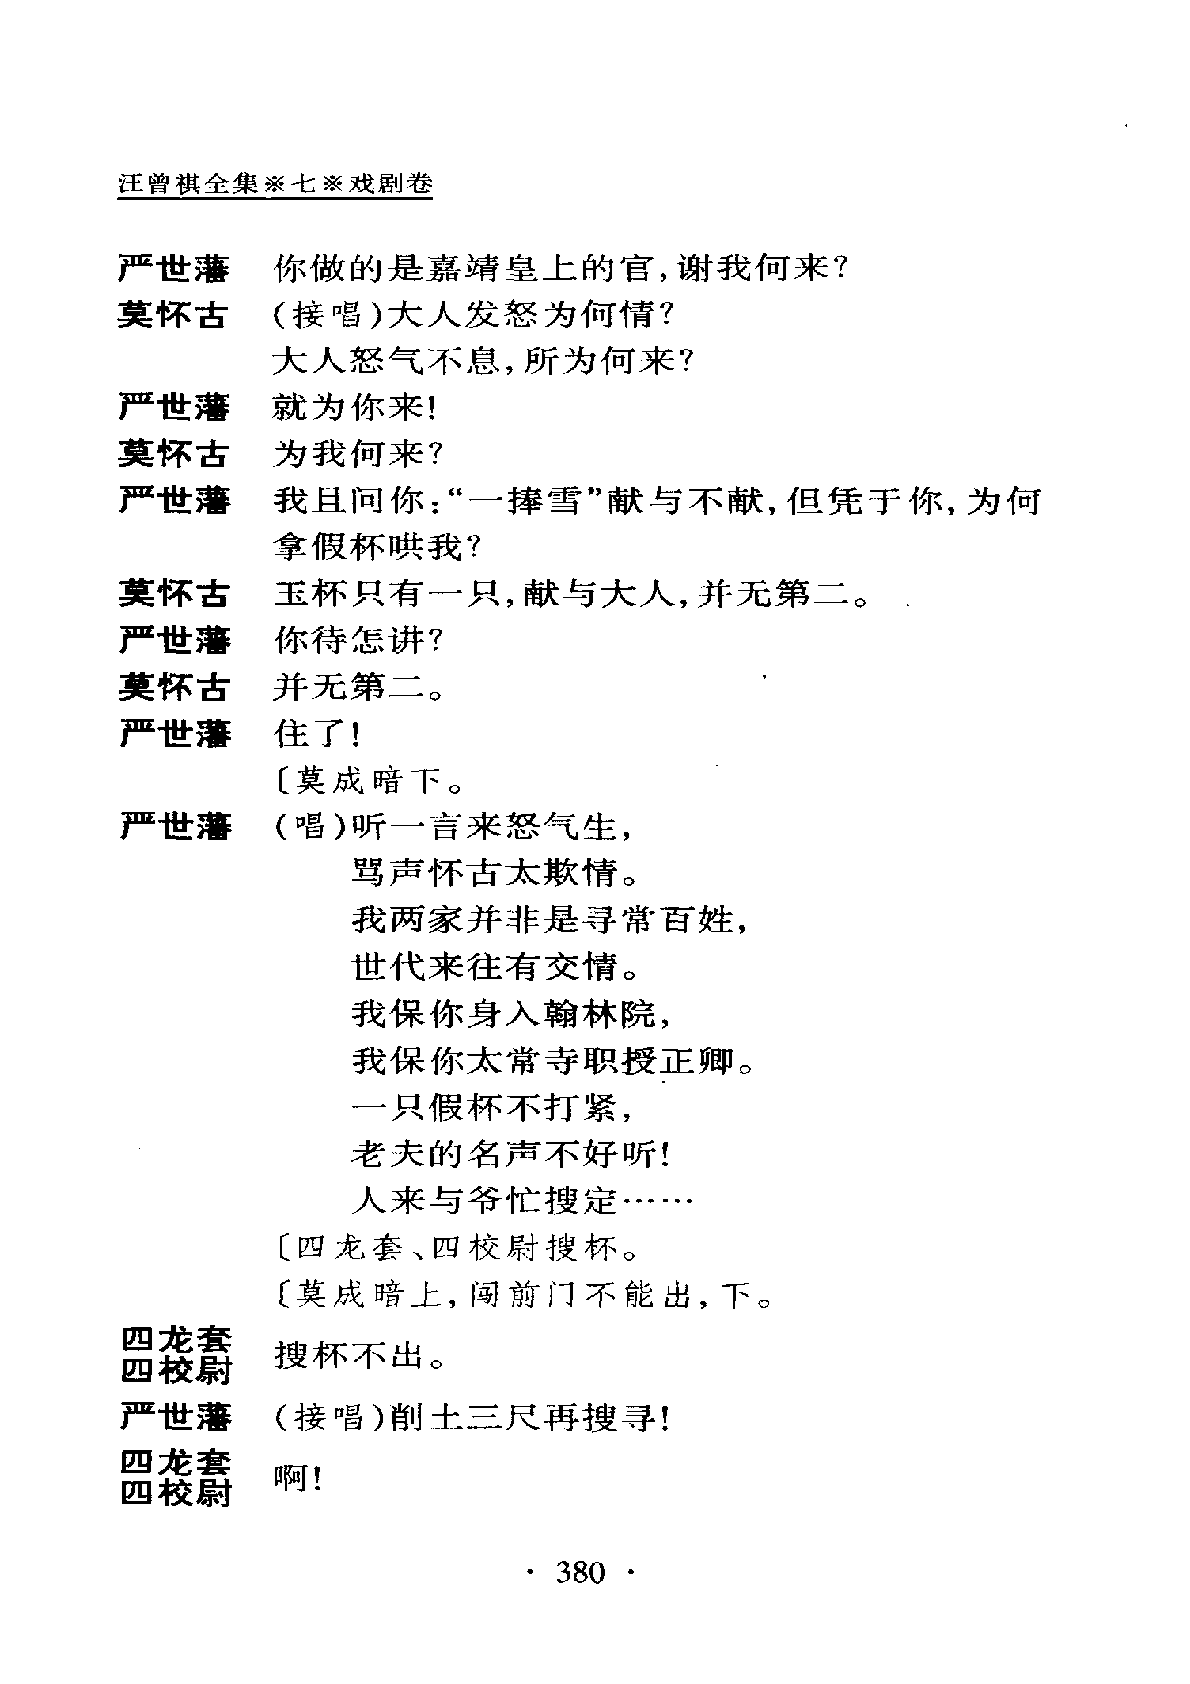 汪曾祺全集※七※戏剧卷
严世藩 你做的是嘉靖皇上的官,谢我何来?
莫怀古 (接唱)大人发怒为何情?
大人怒气不息,所为何来?
严世藩 就为你来!
莫怀古 为我何来?
严世藩 我且问你:“一捧雪”献与不献,但凭于你,为何
拿假杯哄我?
莫怀古 玉杯只有一只,献与大人,并无第二。
严世藩 你待怎讲?
莫怀古 并无第二。
严世藩 住了!
〔莫成暗下。
严世藩 (唱)听一言来怒气生,
骂声怀古太欺情。
我两家并非是寻常百姓,
世代来往有交情。
我保你身入翰林院,
我保你太常寺职授正卿。
一只假杯不打紧,
老夫的名声不好听!
人来与爷忙搜定……
〔四龙套、四校尉搜杯。
〔莫成暗上,闯前门不能出,下。
四龙套
四校尉 搜杯不出。
严世藩 (接唱)削土三尺再搜寻!
四龙套
四校尉 啊!
· 380 ·